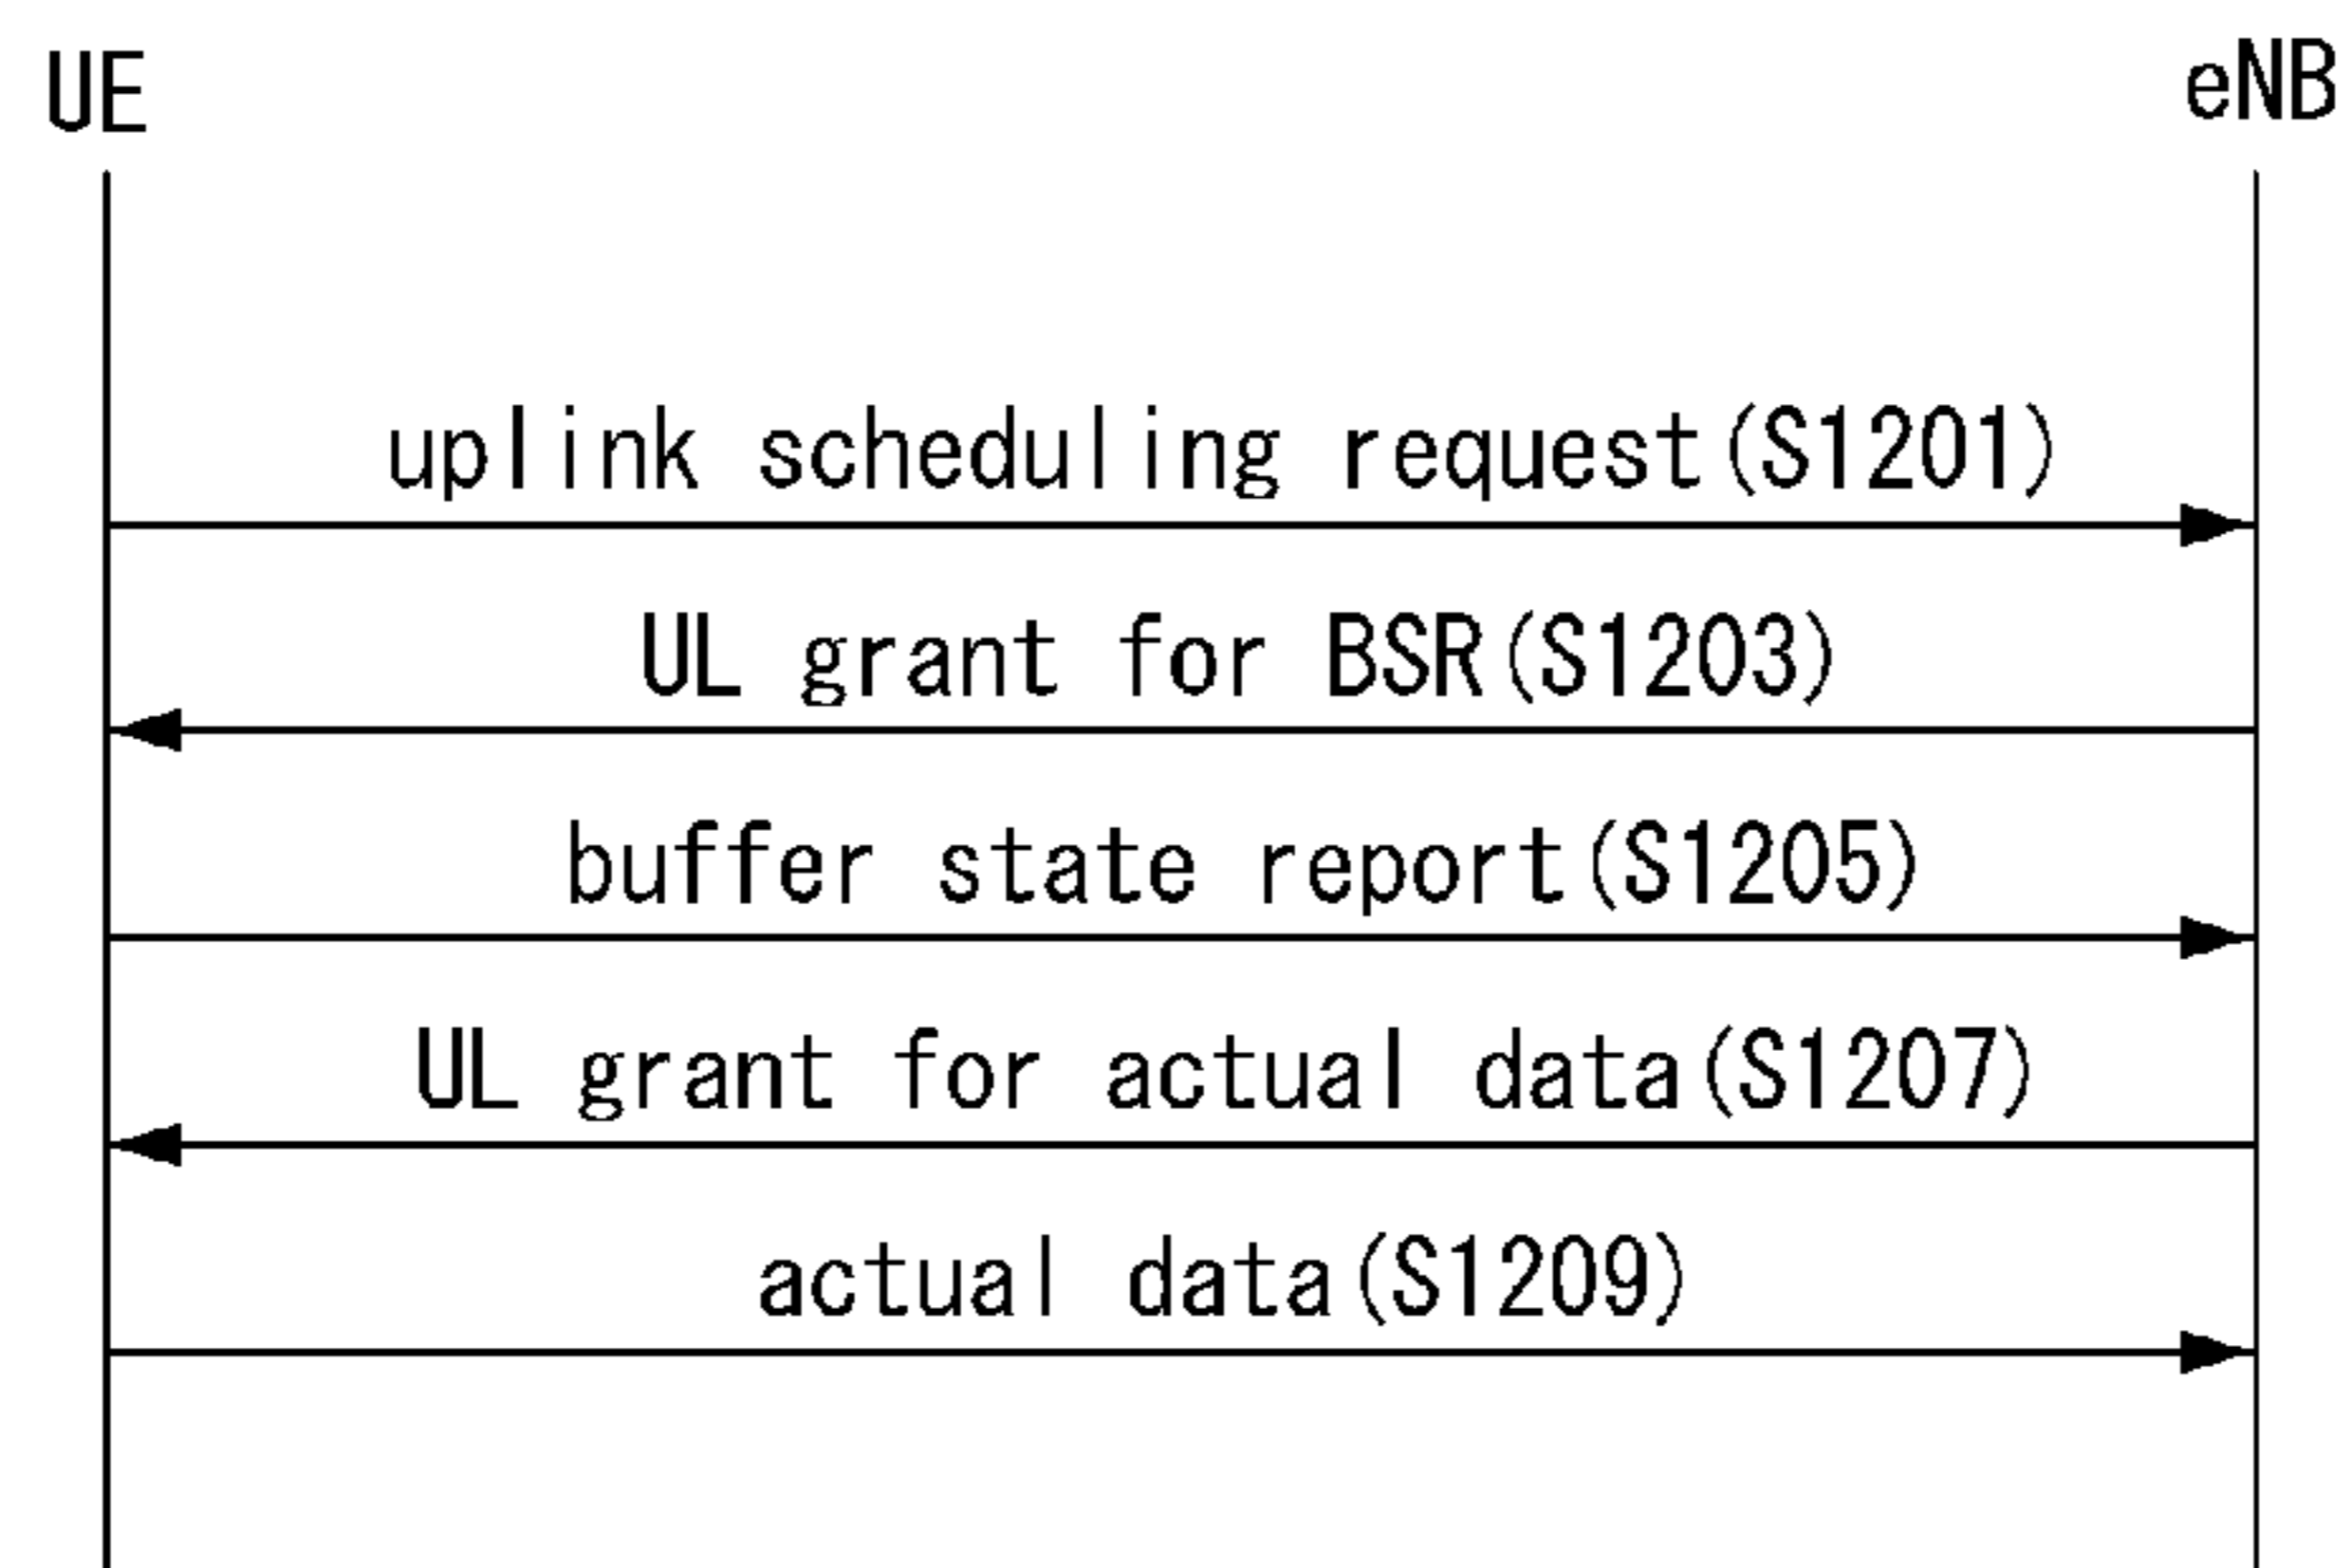 UE eNB
uplink scheduling request(S1201)
UL grant for BSR(S1203)
buffer state report(S1205)
UL grant for actual data(S1207)
actual data(S1209)